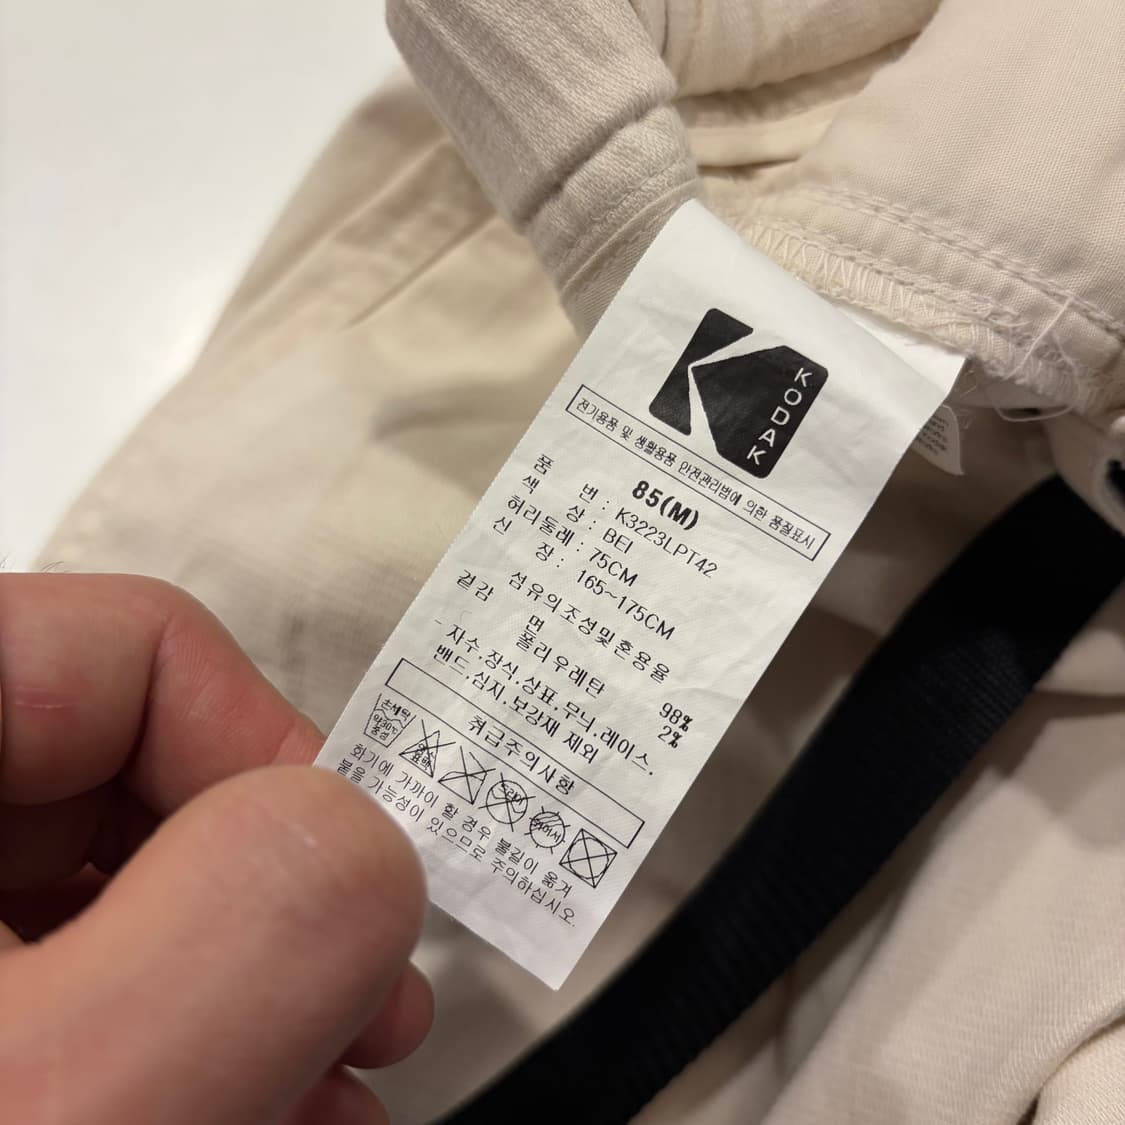 KODAK
전기용품 및 생활용품 안전관리법에 의한 품질표시
85(M)
품 번 : K3223LPT42
색 상 : BEI
허리둘레 : 75CM
신 장 : 165~175CM
섬유의조성및혼용율
겉감 면 98%
폴리우레탄 2%
- 자수.장식.상표.무늬.레이스.
밴드.심지.보강재 제외
취급주의사항
약30℃
중성
화기에 가까이 할 경우 불길이 옮겨
붙을 가능성이 있으므로 주의하십시오.